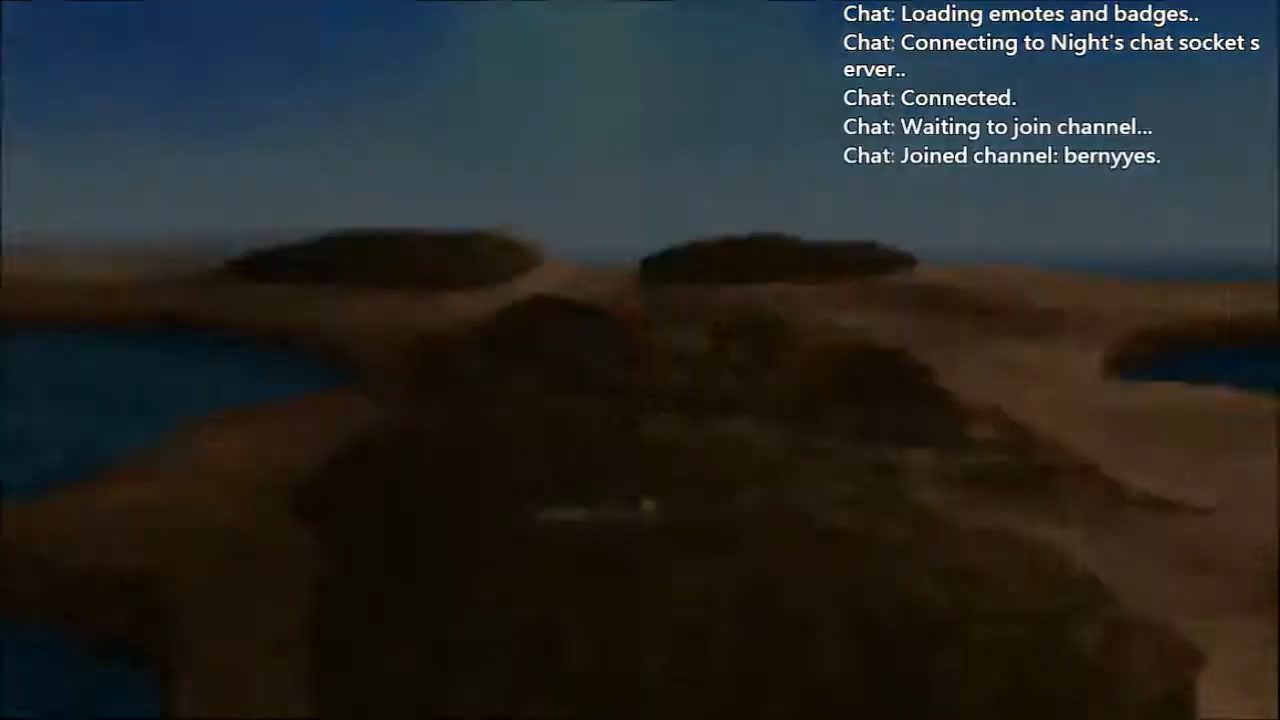 Chat: Loading emotes and badges..
Chat: Connecting to Night's chat socket s
erver..
Chat: Connected.
Chat: Waiting to join channel...
Chat: Joined channel: bernyyes.